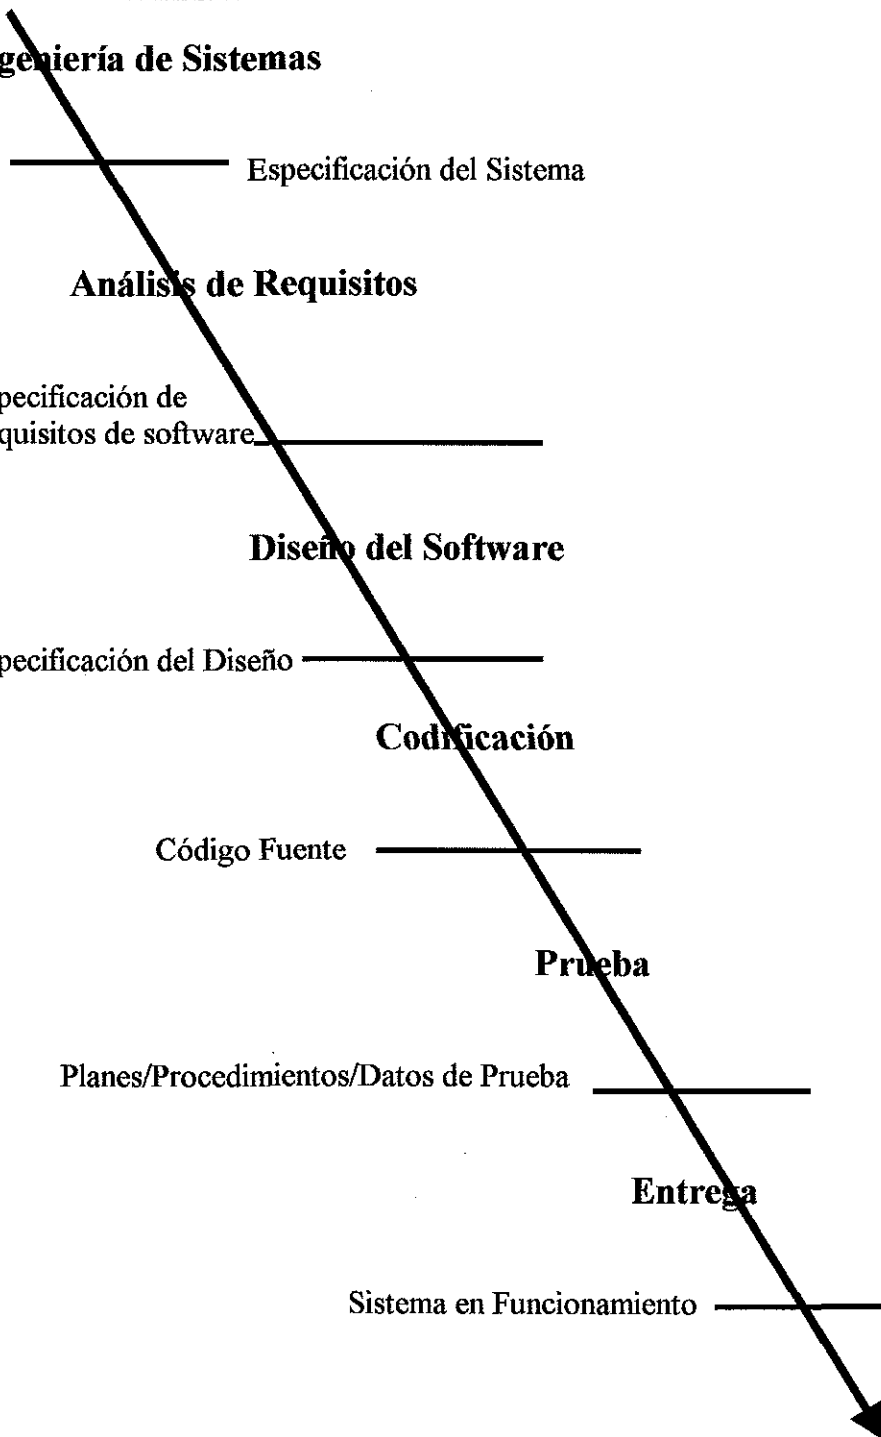 geniería de Sistemas
Especificación del Sistema
Análisis de Requisitos
pecificación de
quisitos de software
Diseño del Software
pecificación del Diseño
Codificación
Código Fuente
Prueba
Planes/Procedimientos/Datos de Prueba
Entrega
Sistema en Funcionamiento